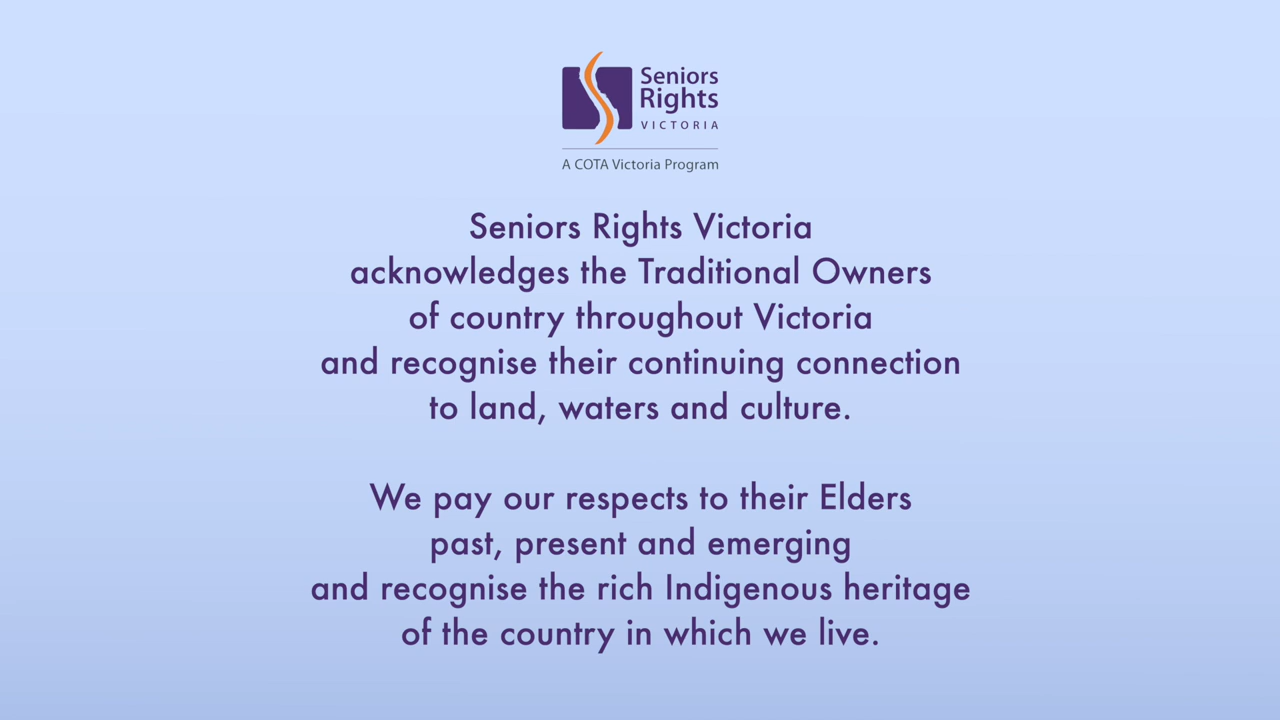 Seniors
Rights
VICTORIA
A COTA Victoria Program
Seniors Rights Victoria
acknowledges the Traditional Owners
of country throughout Victoria
and recognise their continuing connection
to land, waters and culture.
We pay our respects to their Elders
past, present and emerging
and recognise the rich Indigenous heritage
of the country in which we live.